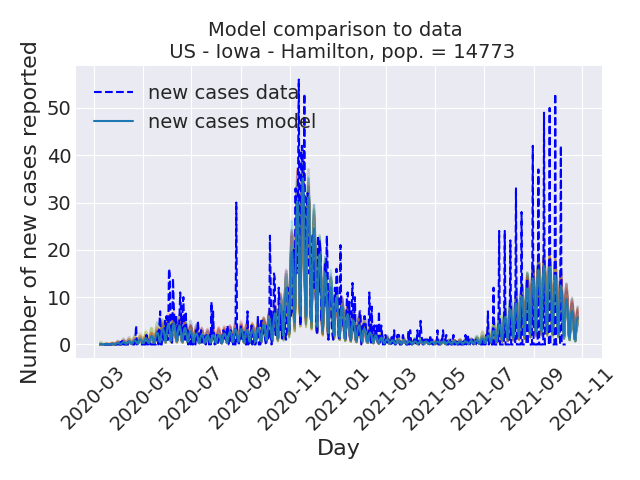 Model comparison to data
US - Iowa - Hamilton, pop. = 14773
Number of new cases reported
50
40
30
20
10
0
new cases data
new cases model
2020-03
2020-05
2020-07
2020-09
2020-11
2021-01
2021-03
2021-05
2021-07
2021-09
2021-11
Day